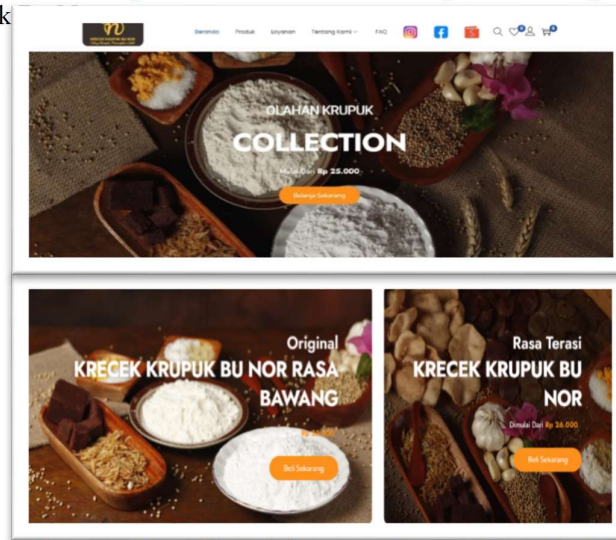 k
Beranda Produk Layanan Tentang Kami FAQ
OLAHAN KRUPUK
COLLECTION
Mulai Dari Rp 25.000
Belanja Sekarang
Original
KRECEK KRUPUK BU NOR RASA
BAWANG
Beli Sekarang
Rasa Terasi
KRECEK KRUPUK BU
NOR
Dimulai Dari Rp 26.000
Beli Sekarang